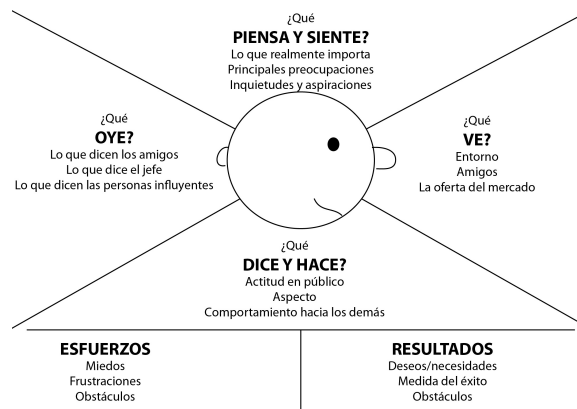 ¿Qué
PIENSA Y SIENTE?
Lo que realmente importa
Principales preocupaciones
Inquietudes y aspiraciones
¿Qué
OYE?
Lo que dicen los amigos
Lo que dice el jefe
Lo que dicen las personas influyentes
¿Qué
VE?
Entorno
Amigos
La oferta del mercado
¿Qué
DICE Y HACE?
Actitud en público
Aspecto
Comportamiento hacia los demás
ESFUERZOS
Miedos
Frustraciones
Obstáculos
RESULTADOS
Deseos/necesidades
Medida del éxito
Obstáculos